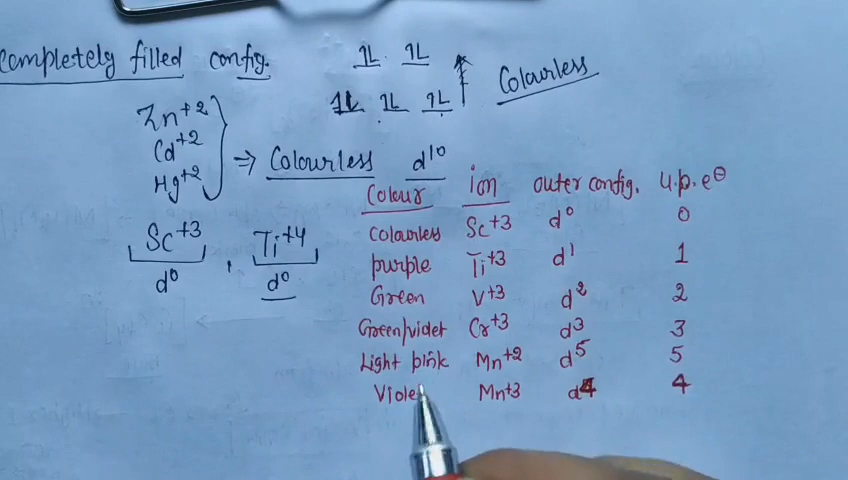 completely filled config.
1L 1L
1L 1L 1L
Colourless
Zn+2
Cd+2
Hg+2
⇒ Colourless d10
Sc+3 , Ti+4
d0 d0
Colour ion outer config. u.p.e⊖
colourless Sc+3 d0 0
purple Ti+3 d1 1
Green V+3 d2 2
Green/violet Cr+3 d3 3
Light pink Mn+2 d5 5
Viole Mn+3 d4 4